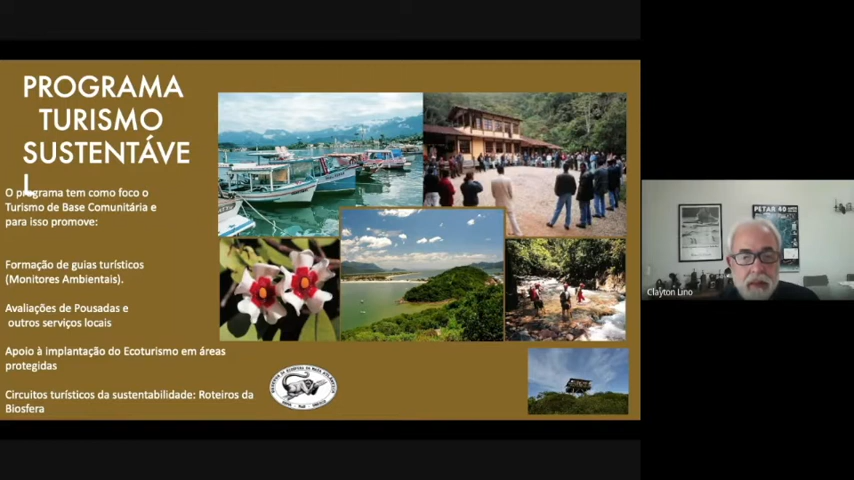 PROGRAMA
TURISMO
SUSTENTÁVE
L
O programa tem como foco o
Turismo de Base Comunitária e
para isso promove:
Formação de guias turísticos
(Monitores Ambientais).
Avaliações de Pousadas e
outros serviços locais
Apoio à implantação do Ecoturismo em áreas
protegidas
Circuitos turísticos da sustentabilidade: Roteiros da
Biosfera
PETAR 40
Clayton Lino